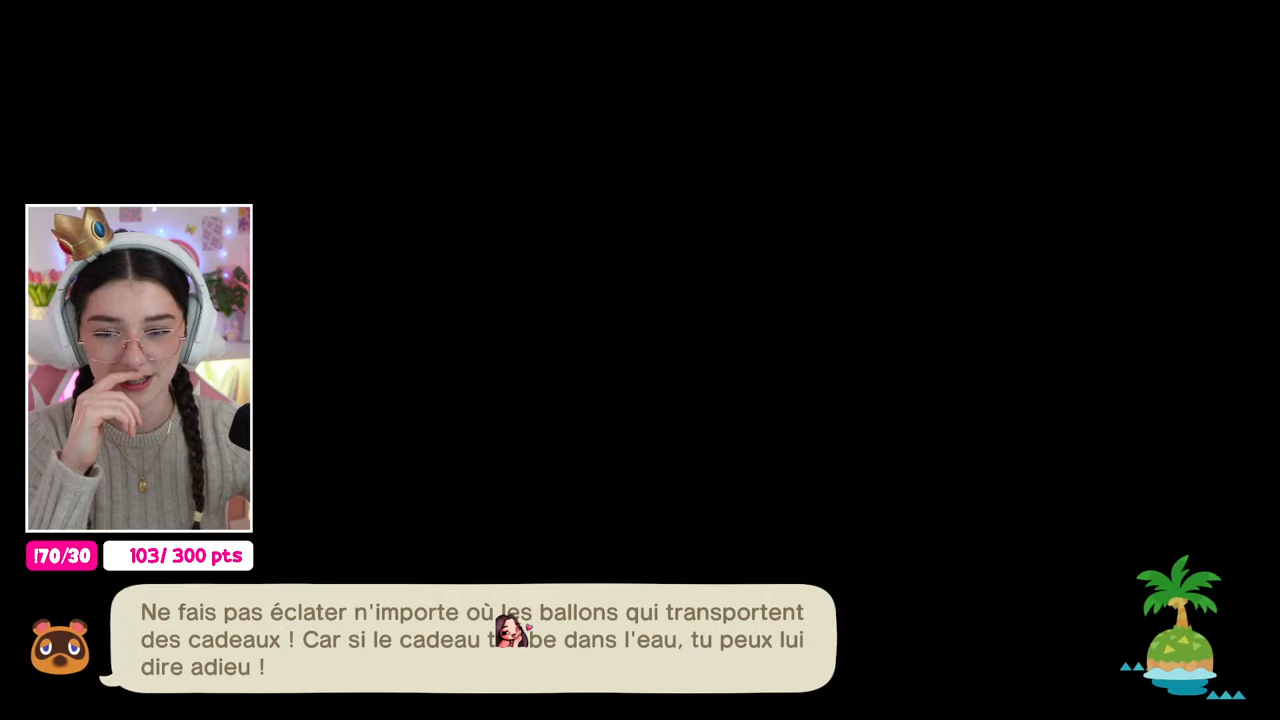 !70/30
103/ 300 pts
Ne fais pas éclater n'importe où les ballons qui transportent
des cadeaux ! Car si le cadeau dans l'eau, tu peux lui
dire adieu !